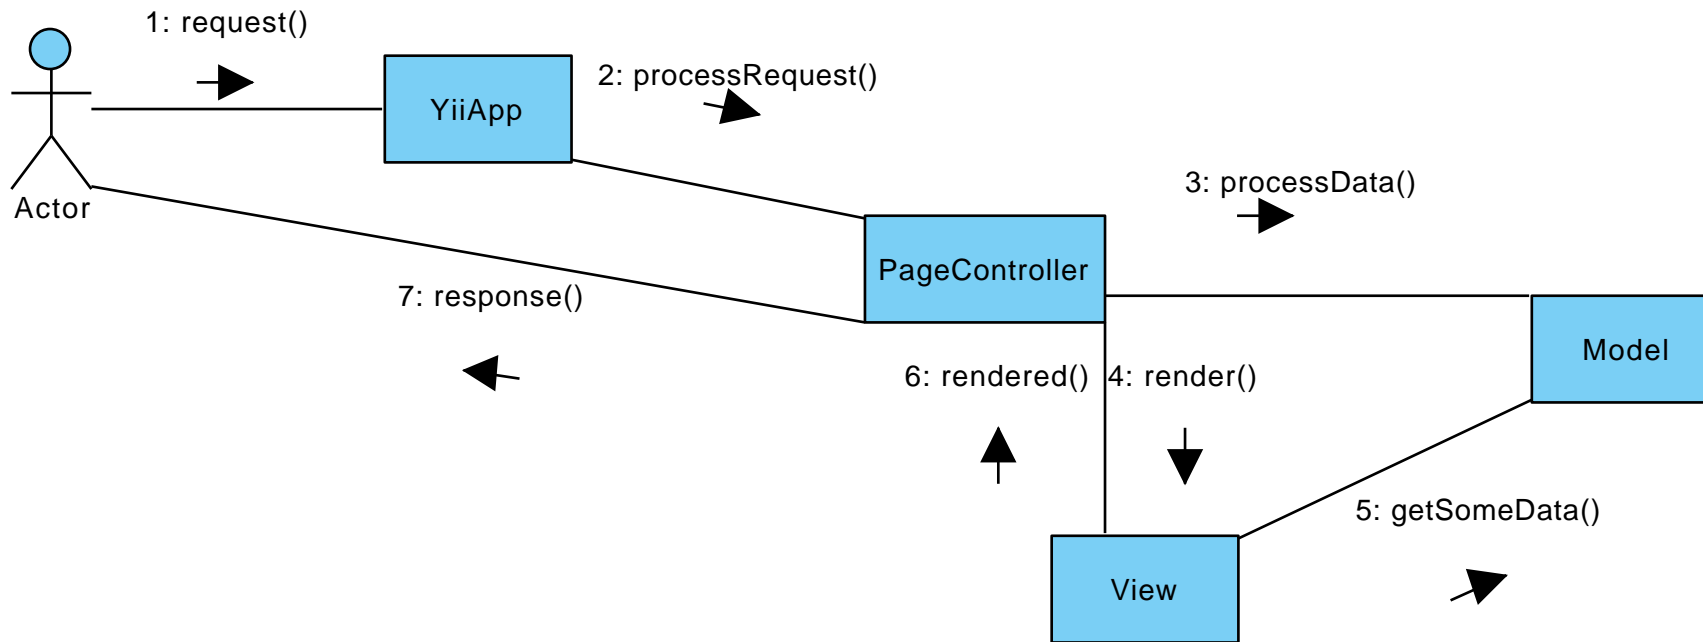 1: request()
2: processRequest()
YiiApp
3: processData()
Actor
PageController
7: response()
Model
6: rendered()
4: render()
5: getSomeData()
View